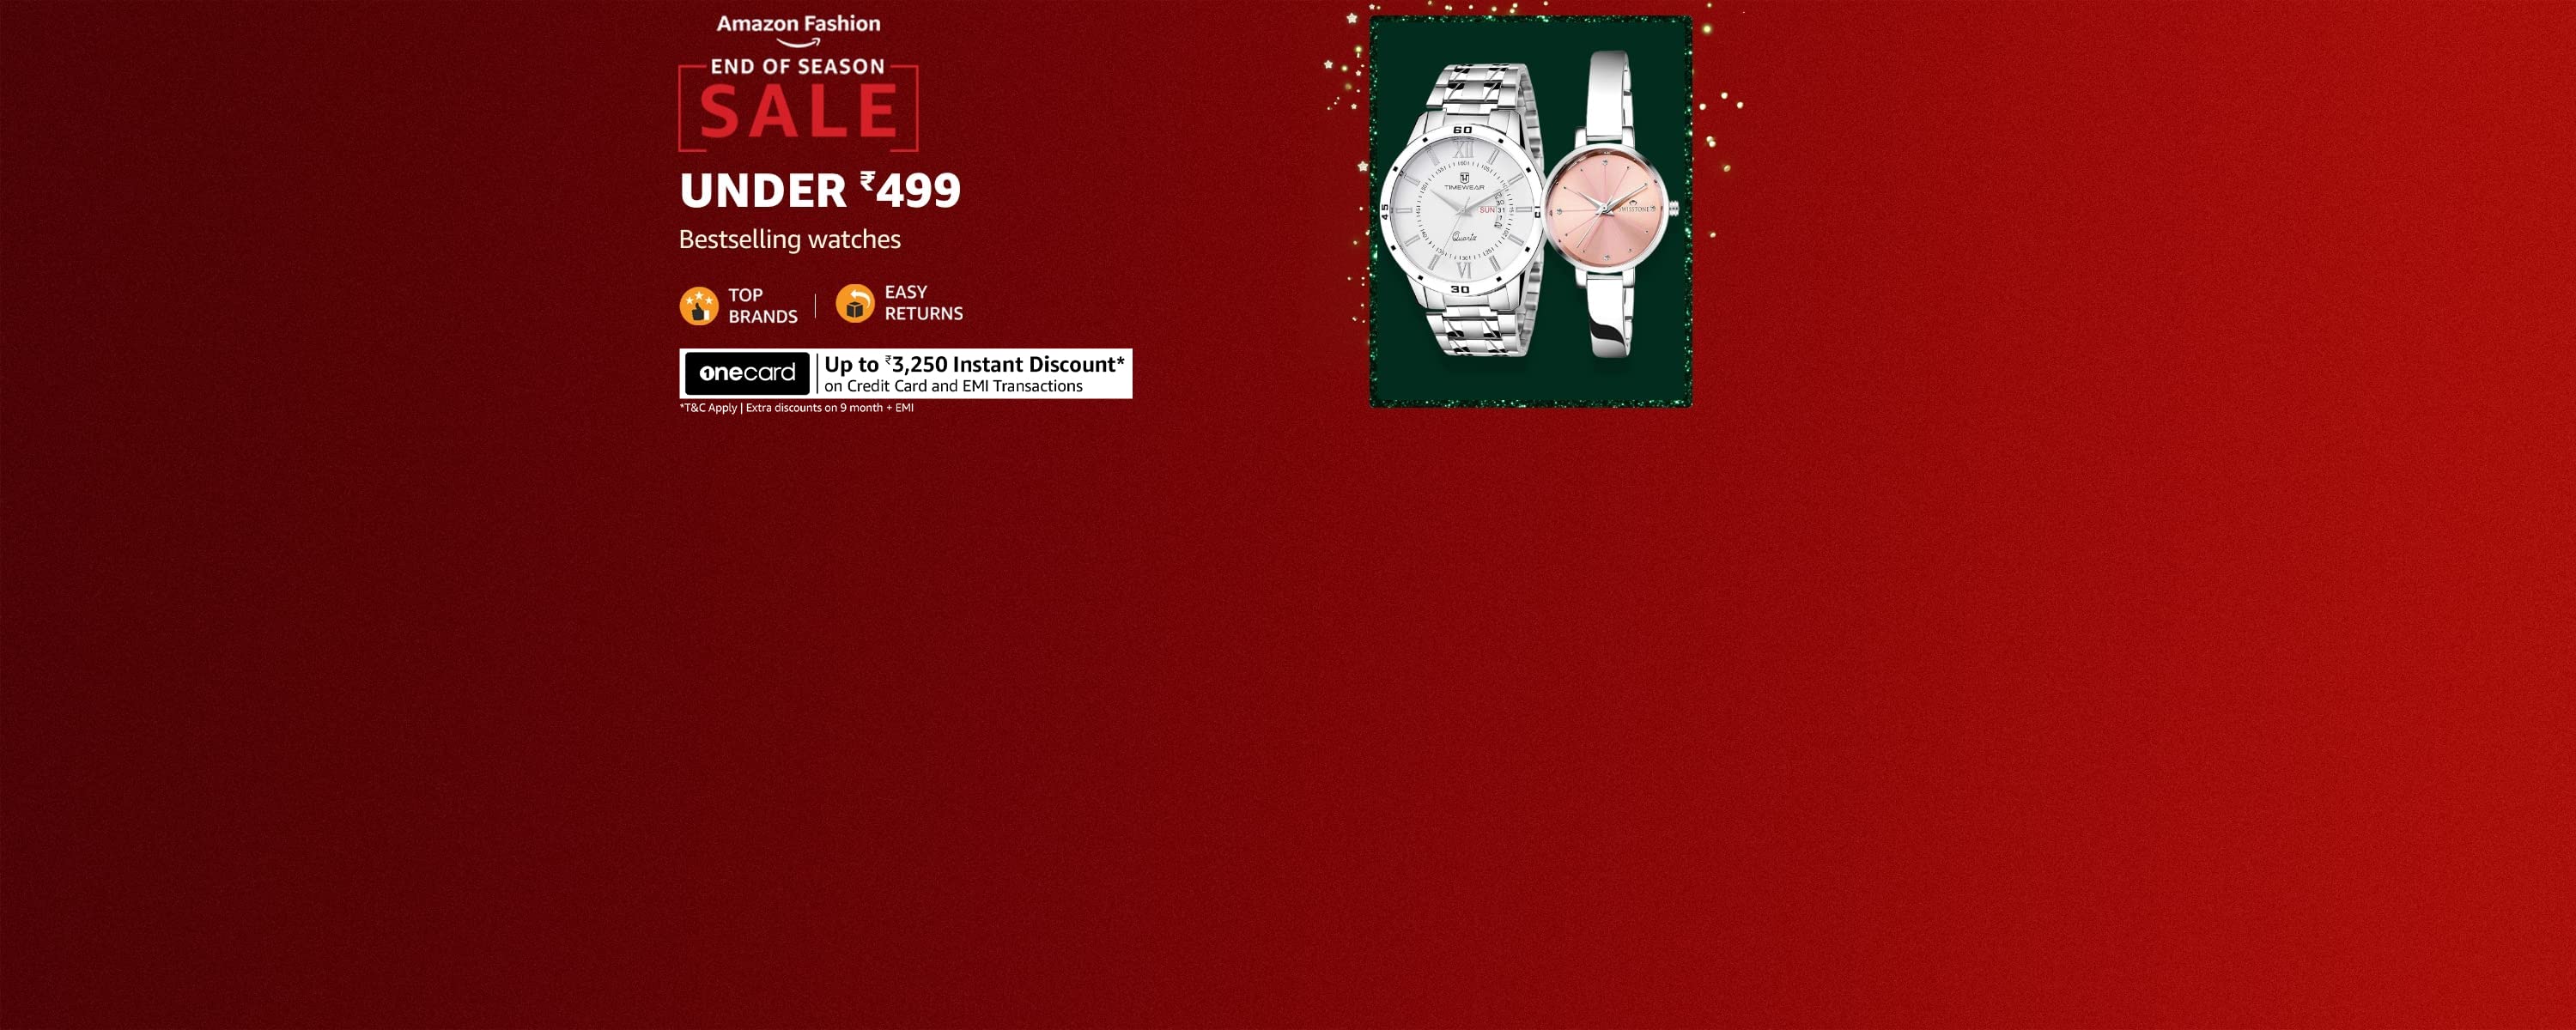 Amazon Fashion
END OF SEASON
SALE
UNDER ₹499
Bestselling watches
TOP
BRANDS
EASY
RETURNS
onecard
Up to ₹3,250 Instant Discount*
on Credit Card and EMI Transactions
*T&C Apply | Extra discounts on 9 month + EMI
60
XII
TIMEWEAR
SUN 31
45
Quartz
VI
30